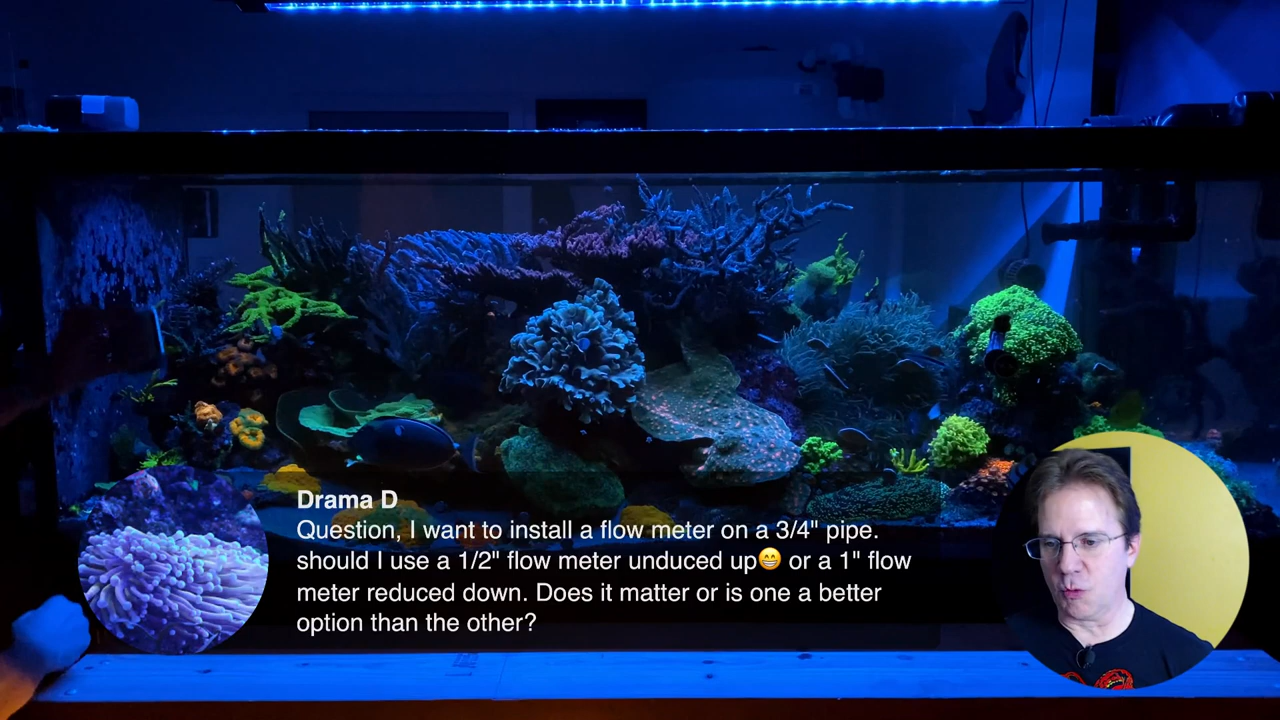 Drama D
Question, I want to install a flow meter on a 3/4" pipe.
should I use a 1/2" flow meter unduced up😁 or a 1" flow
meter reduced down. Does it matter or is one a better
option than the other?